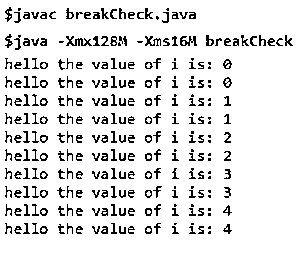 $javac breakCheck.java
$java -Xmx128M -Xms16M breakCheck
hello the value of i is: 0
hello the value of i is: 0
hello the value of i is: 1
hello the value of i is: 1
hello the value of i is: 2
hello the value of i is: 2
hello the value of i is: 3
hello the value of i is: 3
hello the value of i is: 4
hello the value of i is: 4